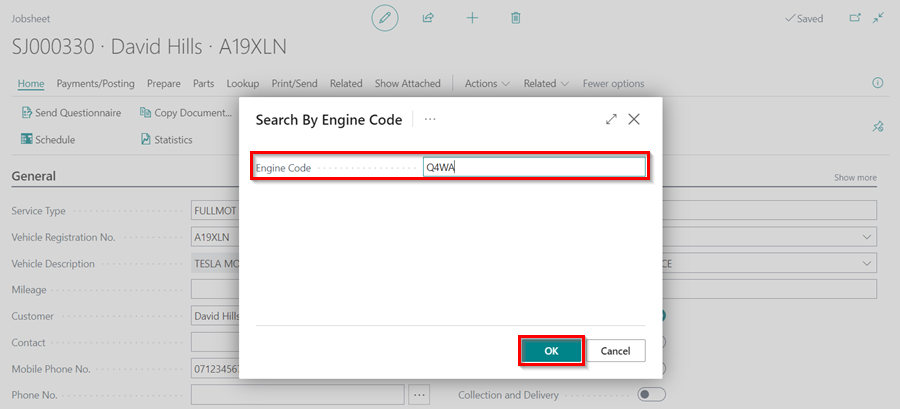 Jobsheet
Saved
SJ000330 · David Hills · A19XLN
Home Payments/Posting Prepare Parts Lookup Print/Send Related Show Attached Actions Related Fewer options
Send Questionnaire Copy Document...
Schedule Statistics
Search By Engine Code ...
Engine Code Q4WA
OK Cancel
General Show more
Service Type FULLMOT
Vehicle Registration No. A19XLN
Vehicle Description TESLA MO CE
Mileage
Customer David Hills
Contact
Mobile Phone No. 07123456
Phone No. ... Collection and Delivery